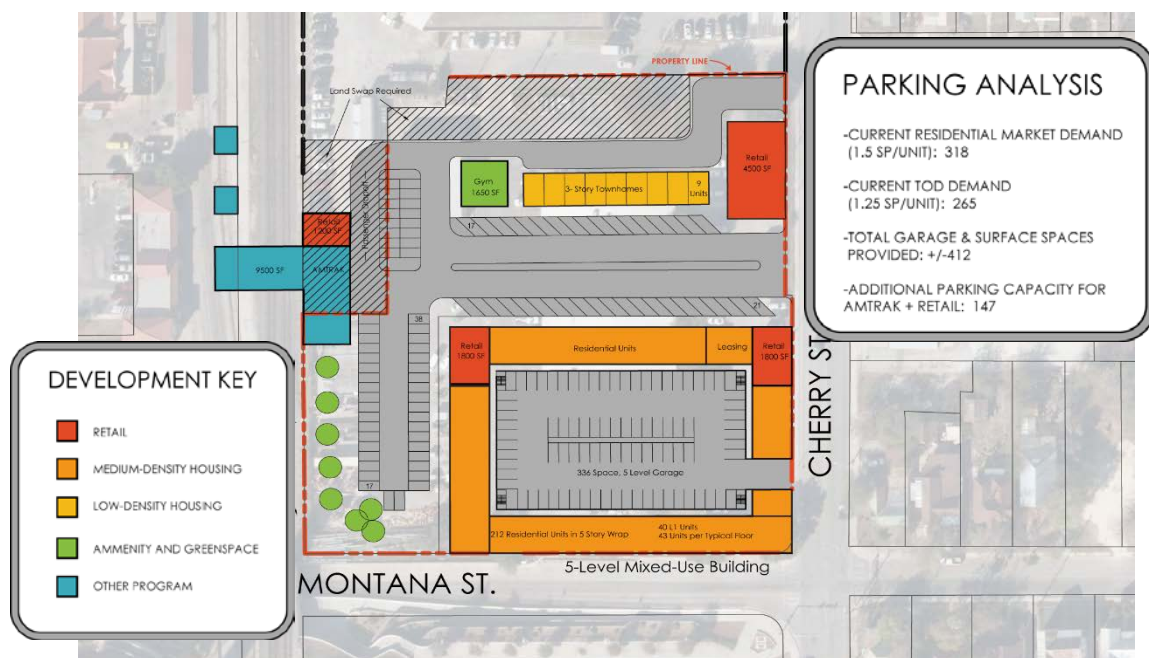 PROPERTY LINE
Land Swap Required
Gym
1650 SF
3- Story Townhomes
9
Units
Retail
4500 SF
Retail
1200 SF
— Passenger Dropoff —
17
9500 SF
AMTRAK
38
21
Retail
1800 SF
Residential Units
Leasing
Retail
1800 SF
336 Space, 5 Level Garage
17
212 Residential Units in 5 Story Wrap
40 L1 Units
43 Units per Typical Floor
5-Level Mixed-Use Building
MONTANA ST.
CHERRY ST.
PARKING ANALYSIS
-CURRENT RESIDENTIAL MARKET DEMAND
(1.5 SP/UNIT): 318
-CURRENT TOD DEMAND
(1.25 SP/UNIT): 265
-TOTAL GARAGE & SURFACE SPACES
PROVIDED: +/-412
-ADDITIONAL PARKING CAPACITY FOR
AMTRAK + RETAIL: 147
DEVELOPMENT KEY
RETAIL
MEDIUM-DENSITY HOUSING
LOW-DENSITY HOUSING
AMMENITY AND GREENSPACE
OTHER PROGRAM